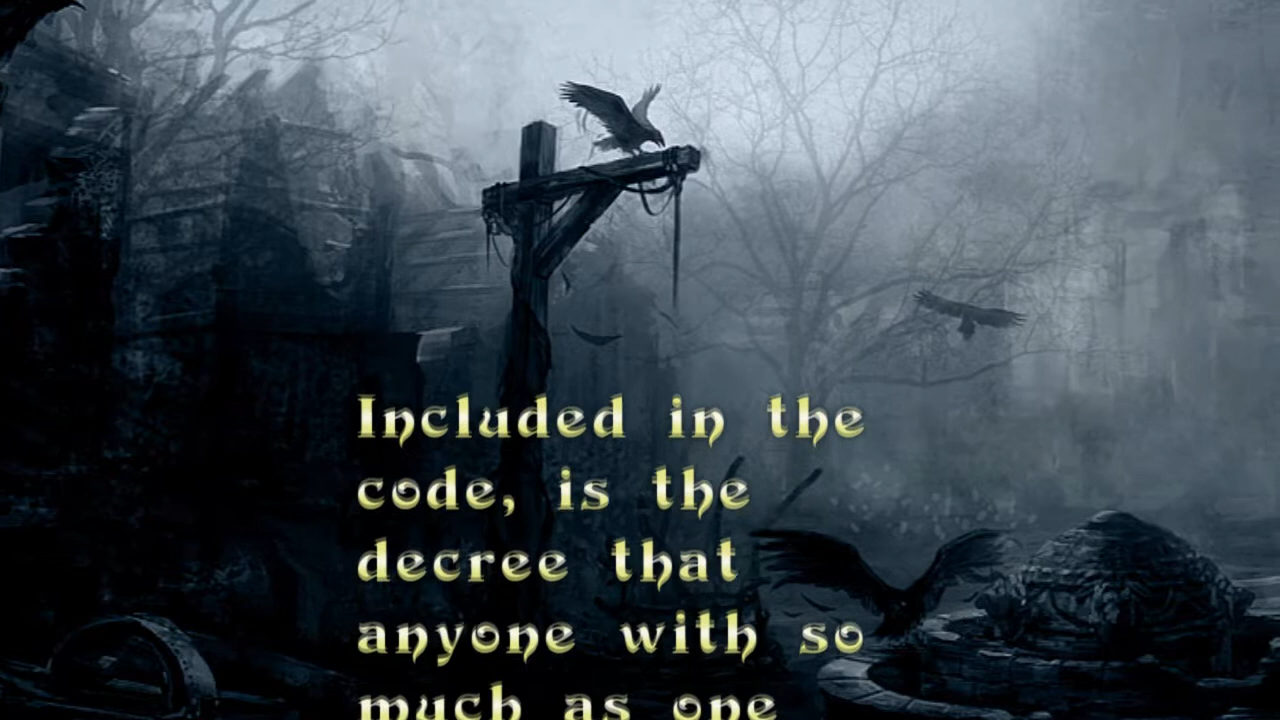 Included in the
code, is the
decree that
anyone with so
much as one